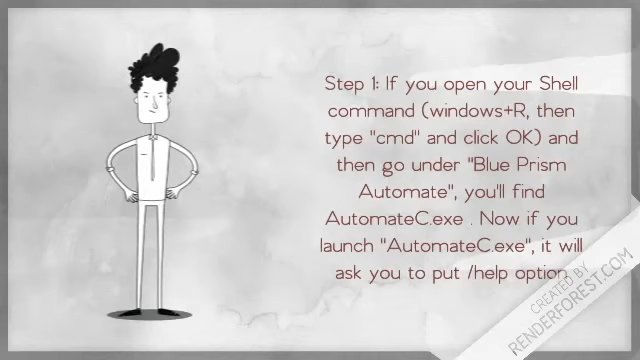 Step 1: If you open your Shell
command (windows+R, then
type "cmd" and click OK) and
then go under "Blue Prism
Automate", you'll find
AutomateC.exe . Now if you
launch "AutomateC.exe", it will
ask you to put /help option
CREATED BY
RENDERFOREST.COM